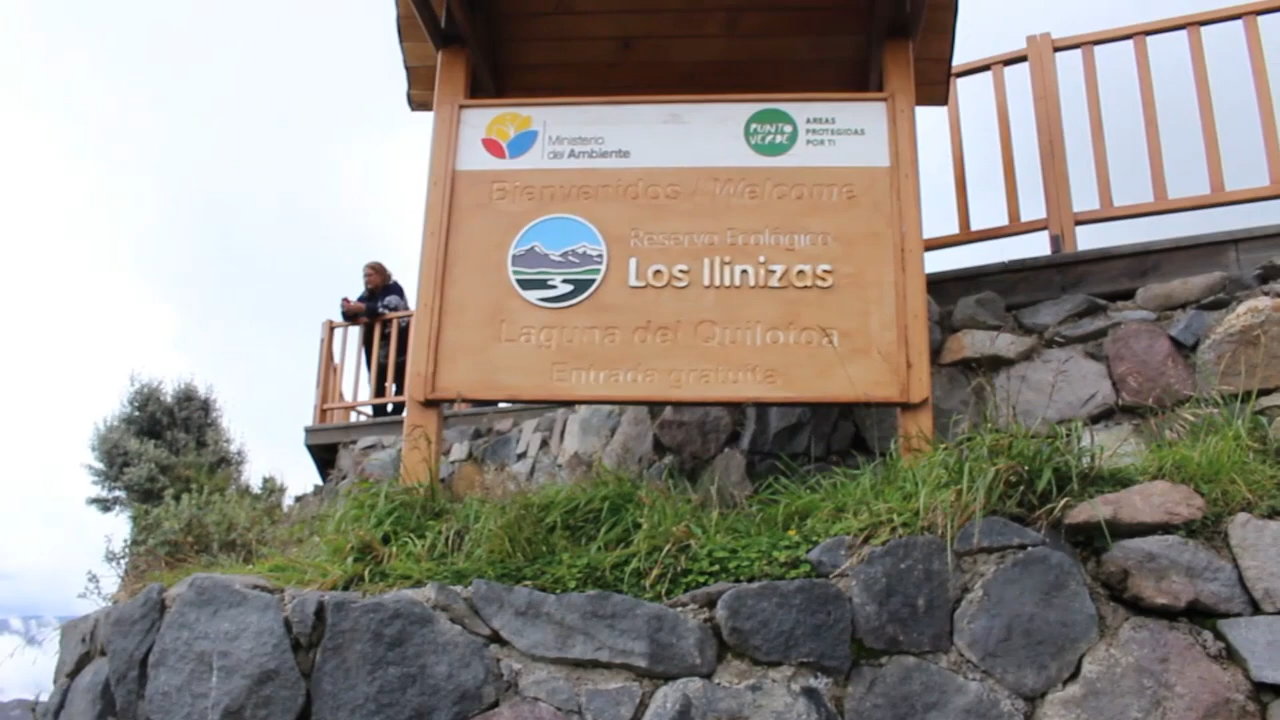 Ministerio
del Ambiente
PUNTO
VERDE
AREAS
PROTEGIDAS
POR TI
Bienvenidos / Welcome
Reserva Ecológica
Los Ilinizas
Laguna del Quilotoa
Entrada gratuita